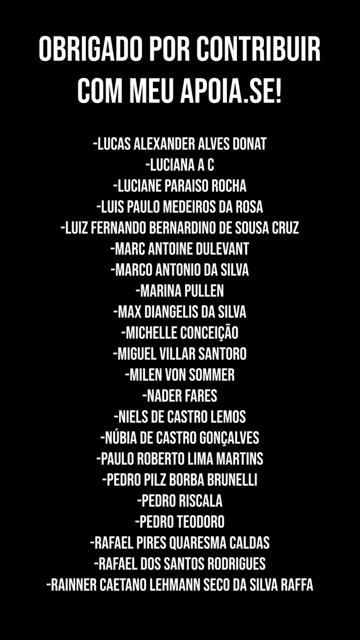 OBRIGADO POR CONTRIBUIR
COM MEU APOIA.SE!
-LUCAS ALEXANDER ALVES DONAT
-LUCIANA A C
-LUCIANE PARAISO ROCHA
-LUIS PAULO MEDEIROS DA ROSA
-LUIZ FERNANDO BERNARDINO DE SOUSA CRUZ
-MARC ANTOINE DULEVANT
-MARCO ANTONIO DA SILVA
-MARINA PULLEN
-MAX DIANGELIS DA SILVA
-MICHELLE CONCEIÇÃO
-MIGUEL VILLAR SANTORO
-MILEN VON SOMMER
-NADER FARES
-NIELS DE CASTRO LEMOS
-NÚBIA DE CASTRO GONÇALVES
-PAULO ROBERTO LIMA MARTINS
-PEDRO PILZ BORBA BRUNELLI
-PEDRO RISCALA
-PEDRO TEODORO
-RAFAEL PIRES QUARESMA CALDAS
-RAFAEL DOS SANTOS RODRIGUES
-RAINNER CAETANO LEHMANN SECO DA SILVA RAFFA